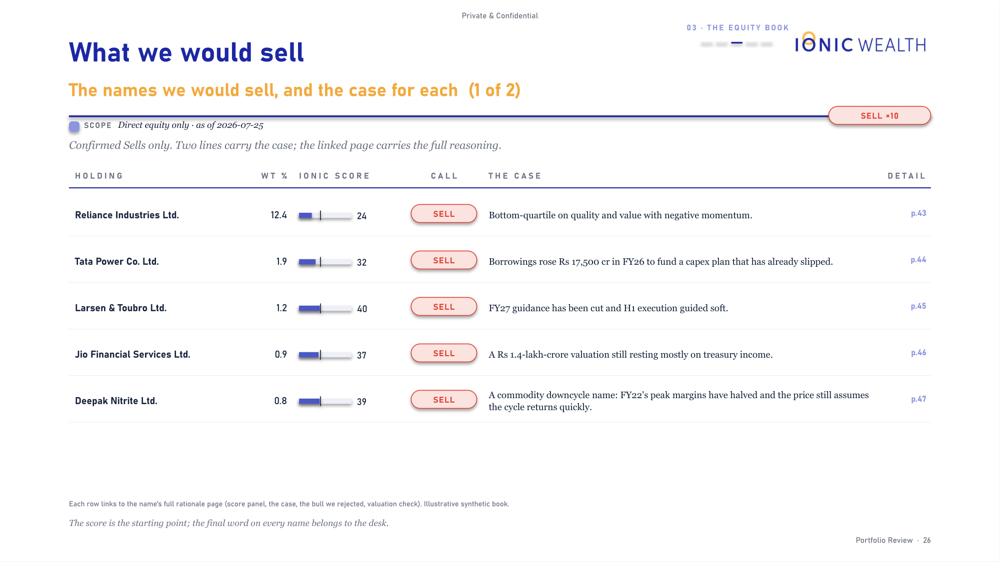 Private & Confidential
03 · THE EQUITY BOOK
IONIC WEALTH
What we would sell
The names we would sell, and the case for each (1 of 2)
SELL ×10
SCOPE Direct equity only · as of 2026-07-25
Confirmed Sells only. Two lines carry the case; the linked page carries the full reasoning.
HOLDING WT % IONIC SCORE CALL THE CASE DETAIL
Reliance Industries Ltd. 12.4 24 SELL Bottom-quartile on quality and value with negative momentum. p.43
Tata Power Co. Ltd. 1.9 32 SELL Borrowings rose Rs 17,500 cr in FY26 to fund a capex plan that has already slipped. p.44
Larsen & Toubro Ltd. 1.2 40 SELL FY27 guidance has been cut and H1 execution guided soft. p.45
Jio Financial Services Ltd. 0.9 37 SELL A Rs 1.4-lakh-crore valuation still resting mostly on treasury income. p.46
Deepak Nitrite Ltd. 0.8 39 SELL A commodity downcycle name: FY22's peak margins have halved and the price still assumes
the cycle returns quickly. p.47
Each row links to the name's full rationale page (score panel, the case, the bull we rejected, valuation check). Illustrative synthetic book.
The score is the starting point; the final word on every name belongs to the desk.
Portfolio Review · 26